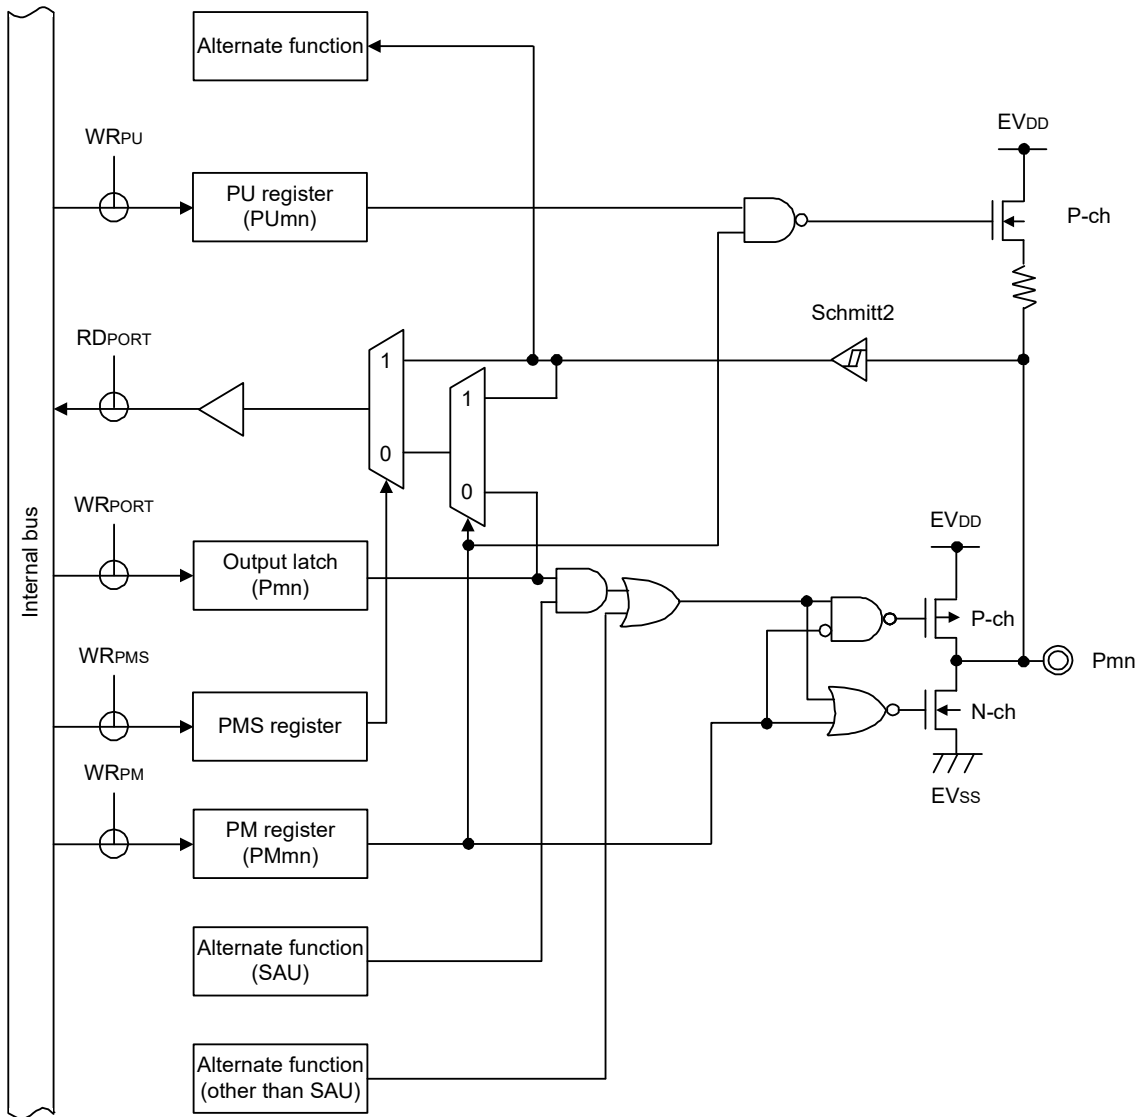 Alternate function
WRPU
EVDD
PU register
(PUmn)
P-ch
Schmitt2
RDPORT
1
1
0
0
WRPORT
EVDD
Internal bus
Output latch
(Pmn)
P-ch
WRPMS
Pmn
PMS register
N-ch
WRPM
EVSS
PM register
(PMmn)
Alternate function
(SAU)
Alternate function
(other than SAU)